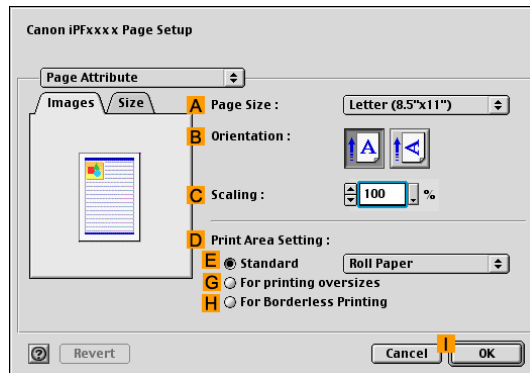 Canon iPFxxxx Page Setup
Page Attribute
Images Size
A Page Size : Letter (8.5"x11")
B Orientation : A A
C Scaling : 100 %
D Print Area Setting :
E Standard Roll Paper
G For printing oversizes
H For Borderless Printing
? Revert Cancel I OK